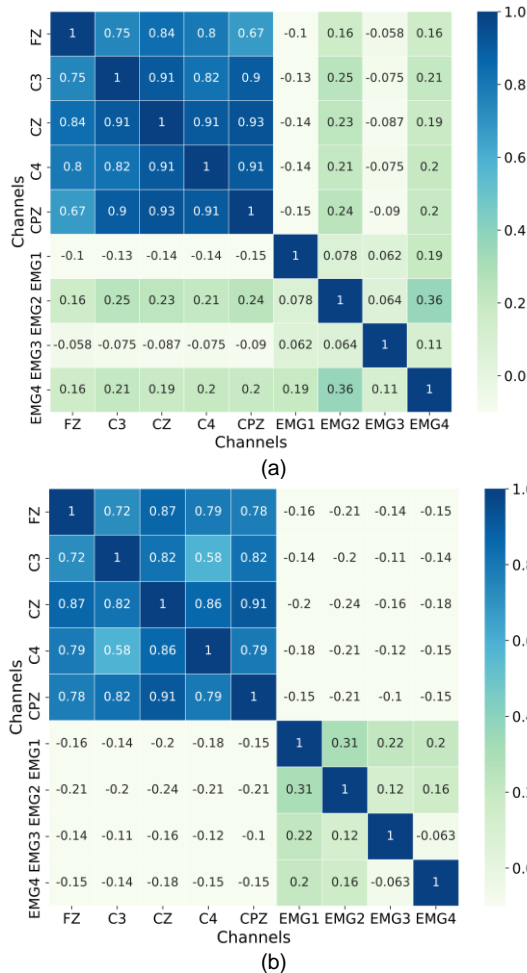 FZ 1 0.75 0.84 0.8 0.67 -0.1 0.16 -0.058 0.16
C3 0.75 1 0.91 0.82 0.9 -0.13 0.25 -0.075 0.21
CZ 0.84 0.91 1 0.91 0.93 -0.14 0.23 -0.087 0.19
C4 0.8 0.82 0.91 1 0.91 -0.14 0.21 -0.075 0.2
CPZ 0.67 0.9 0.93 0.91 1 -0.15 0.24 -0.09 0.2
EMG1 -0.1 -0.13 -0.14 -0.14 -0.15 1 0.078 0.062 0.19
EMG2 0.16 0.25 0.23 0.21 0.24 0.078 1 0.064 0.36
EMG3 -0.058 -0.075 -0.087 -0.075 -0.09 0.062 0.064 1 0.11
EMG4 0.16 0.21 0.19 0.2 0.2 0.19 0.36 0.11 1
FZ C3 CZ C4 CPZ EMG1 EMG2 EMG3 EMG4
Channels
Channels
1.0
0.8
0.6
0.4
0.2
0.0
(a)
FZ 1 0.72 0.87 0.79 0.78 -0.16 -0.21 -0.14 -0.15
C3 0.72 1 0.82 0.58 0.82 -0.14 -0.2 -0.11 -0.14
CZ 0.87 0.82 1 0.86 0.91 -0.2 -0.24 -0.16 -0.18
C4 0.79 0.58 0.86 1 0.79 -0.18 -0.21 -0.12 -0.15
CPZ 0.78 0.82 0.91 0.79 1 -0.15 -0.21 -0.1 -0.15
EMG1 -0.16 -0.14 -0.2 -0.18 -0.15 1 0.31 0.22 0.2
EMG2 -0.21 -0.2 -0.24 -0.21 -0.21 0.31 1 0.12 0.16
EMG3 -0.14 -0.11 -0.16 -0.12 -0.1 0.22 0.12 1 -0.063
EMG4 -0.15 -0.14 -0.18 -0.15 -0.15 0.2 0.16 -0.063 1
FZ C3 CZ C4 CPZ EMG1 EMG2 EMG3 EMG4
Channels
Channels
(b)